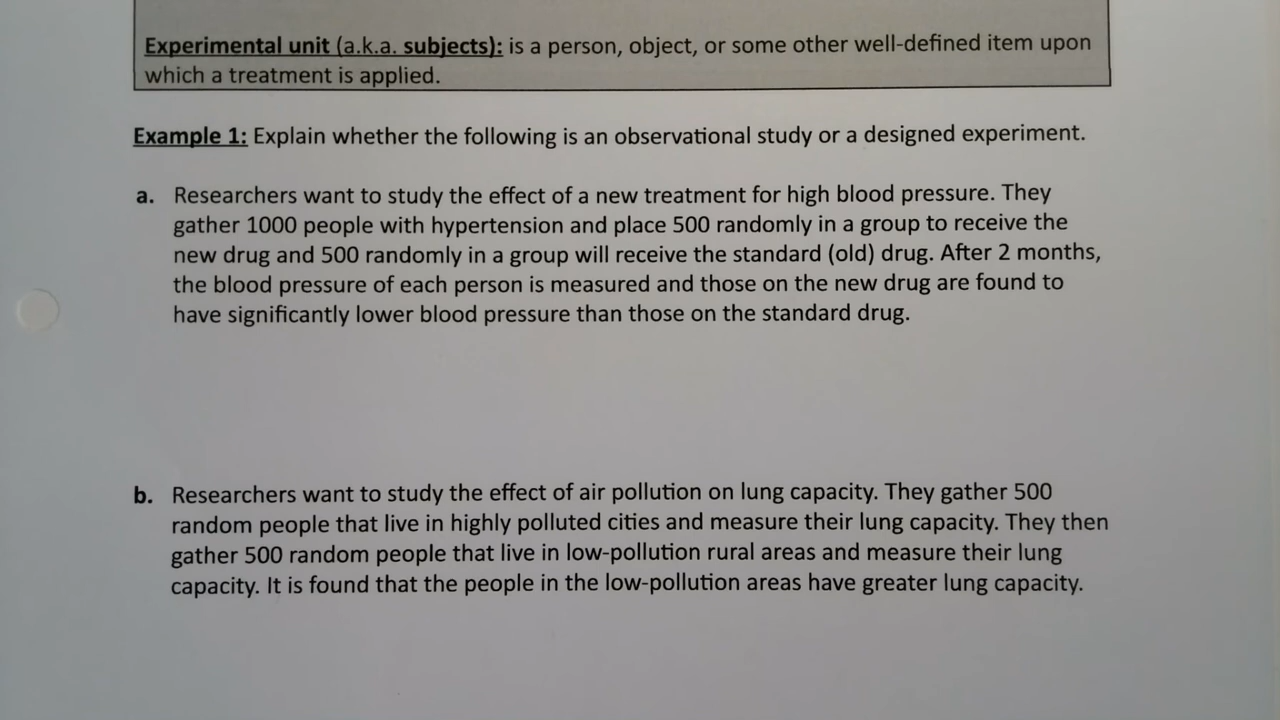 Experimental unit (a.k.a. subjects): is a person, object, or some other well-defined item upon
which a treatment is applied.
Example 1: Explain whether the following is an observational study or a designed experiment.
a. Researchers want to study the effect of a new treatment for high blood pressure. They
gather 1000 people with hypertension and place 500 randomly in a group to receive the
new drug and 500 randomly in a group will receive the standard (old) drug. After 2 months,
the blood pressure of each person is measured and those on the new drug are found to
have significantly lower blood pressure than those on the standard drug.
b. Researchers want to study the effect of air pollution on lung capacity. They gather 500
random people that live in highly polluted cities and measure their lung capacity. They then
gather 500 random people that live in low-pollution rural areas and measure their lung
capacity. It is found that the people in the low-pollution areas have greater lung capacity.